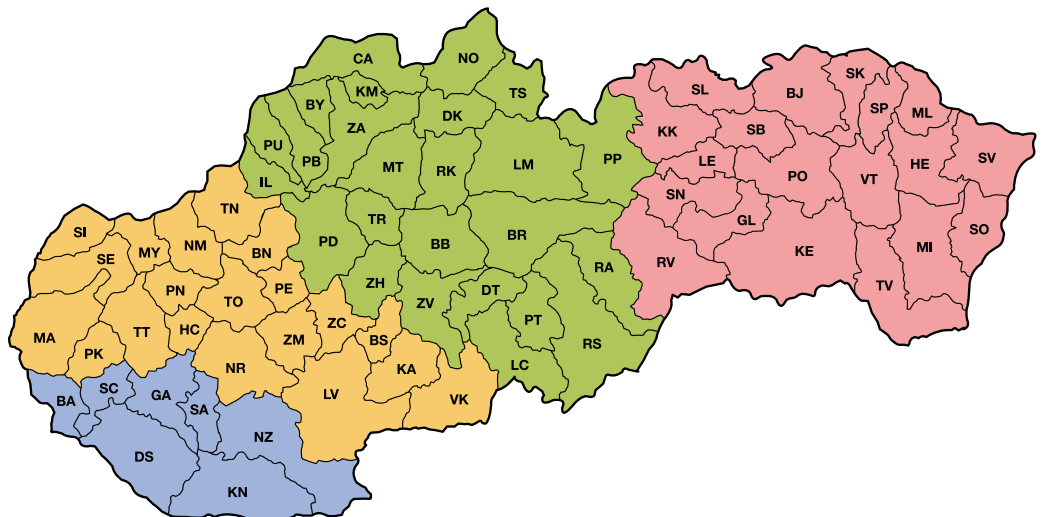 NO
CA
SK
SL
KM
BJ
TS
BY
SP
ML
DK
ZA
KK
SB
PU
SV
PB
PP
LE
LM
HE
MT
RK
PO
VT
IL
SN
TN
TR
GL
SI
SO
BR
PD
BB
NM
MI
MY
BN
KE
SE
RV
RA
ZH
TV
PN
PE
DT
TO
ZV
PT
ZC
HC
TT
MA
ZM
BS
RS
PK
LC
NR
KA
SC
LV
GA
BA
VK
SA
NZ
DS
KN